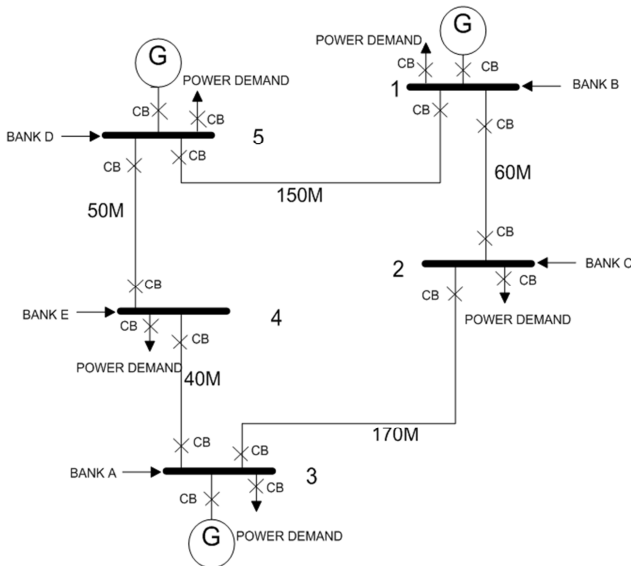 G
POWER DEMAND
CB
CB
1
BANK B
CB
CB
G
POWER DEMAND
CB
CB
BANK D
5
CB
CB
150M
60M
50M
CB
2
BANK C
CB
CB
POWER DEMAND
CB
BANK E
4
CB
CB
POWER DEMAND
40M
170M
CB
CB
BANK A
3
CB
CB
G
POWER DEMAND